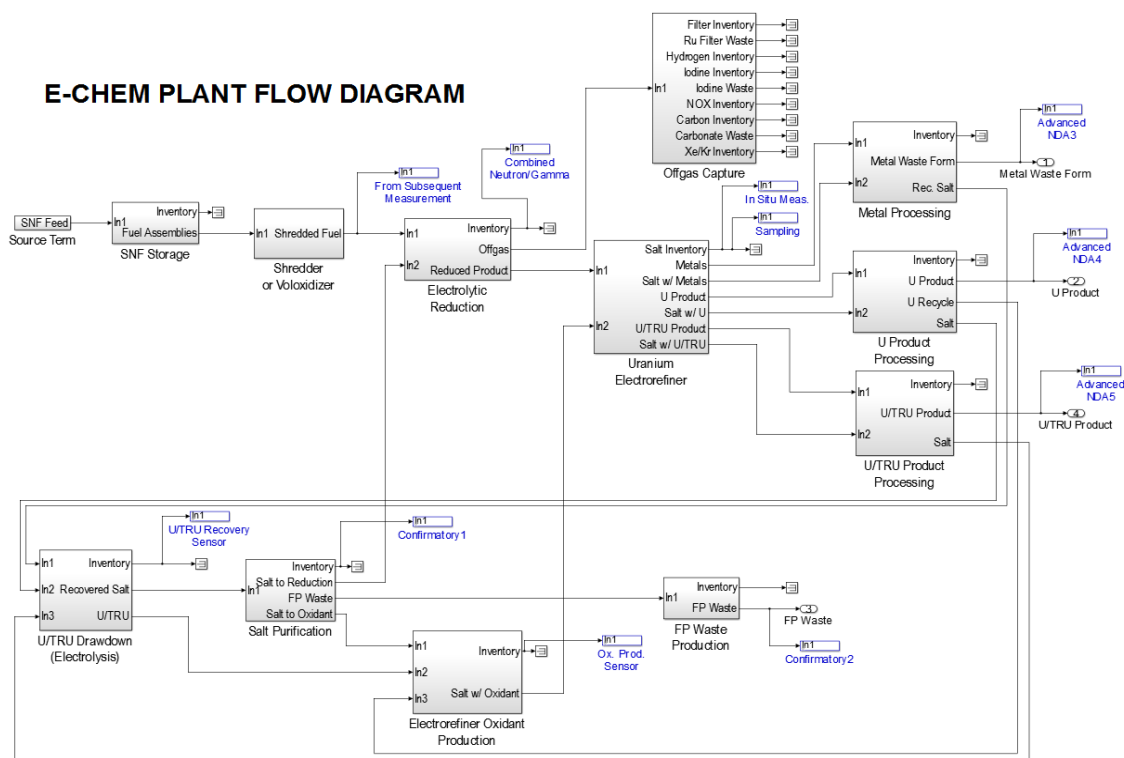 E-CHEM PLANT FLOW DIAGRAM
Filter Inventory
Ru Filter Waste
Hydrogen Inventory
Iodine Inventory
In1
Iodine Waste
NOX Inventory
Carbon Inventory
Carbonate Waste
Xe/Kr Inventory
Offgas Capture
In1
Advanced
NDA3
In1
Combined
Neutron/Gamma
In1
From Subsequent
Measurement
In1
In2
Inventory
Metal Waste Form
Rec. Salt
Metal Processing
1
Metal Waste Form
In1
In Situ Meas.
In1
Sampling
SNF Feed
Source Term
In1
Inventory
Fuel Assemblies
SNF Storage
In1
Shredded Fuel
Shredder
or Voloxidizer
In1
In2
Inventory
Offgas
Reduced Product
Electrolytic
Reduction
In1
In2
Salt Inventory
Metals
Salt w/ Metals
U Product
Salt w/ U
U/TRU Product
Salt w/ U/TRU
Uranium
Electrorefiner
In1
Advanced
NDA4
In1
In2
Inventory
U Product
U Recycle
Salt
U Product
Processing
2
U Product
In1
Advanced
NDA5
In1
In2
Inventory
U/TRU Product
Salt
U/TRU Product
Processing
4
U/TRU Product
In1
U/TRU Recovery
Sensor
In1
Confirmatory1
In1
In2
In3
Inventory
Recovered Salt
U/TRU
U/TRU Drawdown
(Electrolysis)
In1
Inventory
Salt to Reduction
FP Waste
Salt to Oxidant
Salt Purification
In1
Inventory
FP Waste
FP Waste
Production
3
FP Waste
In1
Confirmatory2
In1
Ox. Prod.
Sensor
In1
In2
In3
Inventory
Salt w/ Oxidant
Electrorefiner Oxidant
Production